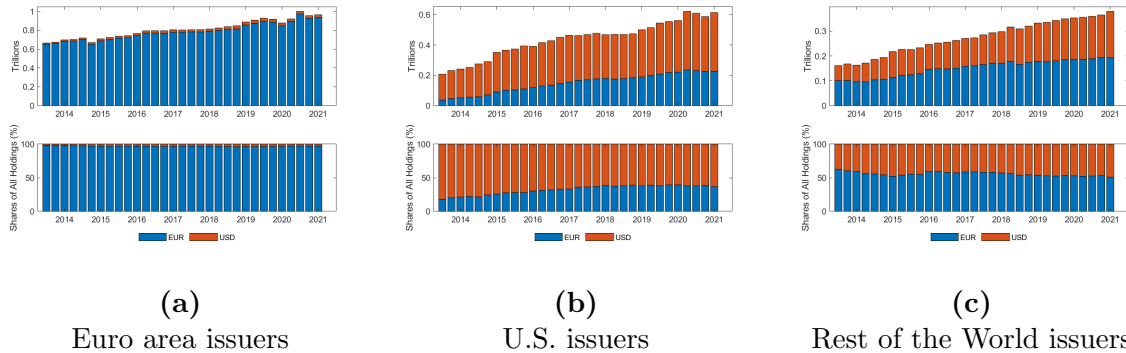 Trillions
1
0.8
0.6
0.4
0.2
0
2014 2015 2016 2017 2018 2019 2020 2021
Shares of All Holdings (%)
100
50
0
2014 2015 2016 2017 2018 2019 2020 2021
EUR USD
(a)
Euro area issuers
Trillions
0.6
0.4
0.2
0
2014 2015 2016 2017 2018 2019 2020 2021
Shares of All Holdings (%)
100
50
0
2014 2015 2016 2017 2018 2019 2020 2021
EUR USD
(b)
U.S. issuers
Trillions
0.3
0.2
0.1
0
2014 2015 2016 2017 2018 2019 2020 2021
Shares of All Holdings (%)
100
50
0
2014 2015 2016 2017 2018 2019 2020 2021
EUR USD
(c)
Rest of the World issuers